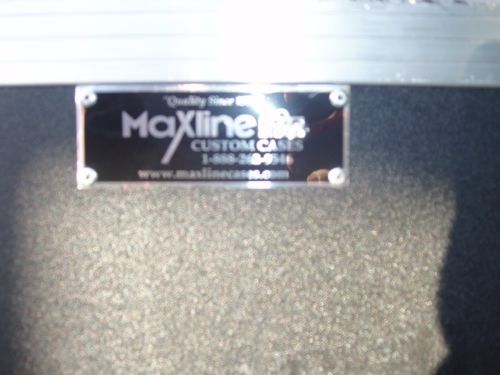 "Quality Since
MaXline
CUSTOM CASES
www.maxlinecases.com